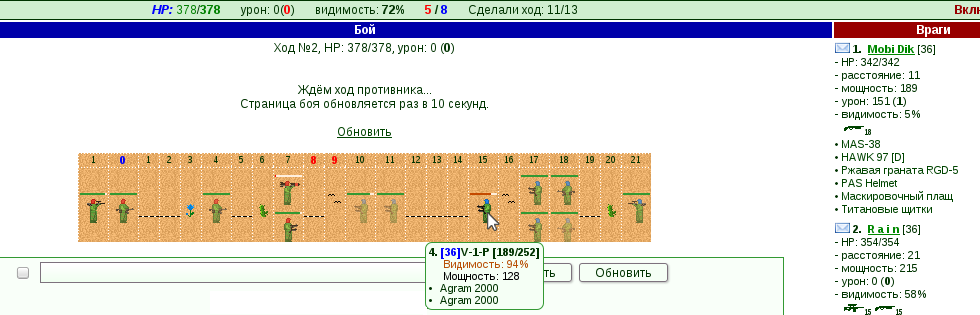 HP: 378/378 урон: 0(0) видимость: 72% 5 / 8 Сделали ход: 11/13 Вклю
Бой
Ход №2, HP: 378/378, урон: 0 (0)
Ждём ход противника...
Страница боя обновляется раз в 10 секунд.
Обновить
1 0 1 2 3 4 5 6 7 8 9 10 11 12 13 14 15 16 17 18 19 20 21
4. [36]V-1-P [189/252]
Видимость: 94%
Мощность: 128
• Agram 2000
• Agram 2000
ть Обновить
Враги
1. Mobi Dik [36]
- HP: 342/342
- расстояние: 11
- мощность: 189
- урон: 151 (1)
- видимость: 5%
18
• MAS-38
• HAWK 97 [D]
• Ржавая граната RGD-5
• PAS Helmet
• Маскировочный плащ
• Титановые щитки
2. R a i n [36]
- HP: 354/354
- расстояние: 21
- мощность: 215
- урон: 0 (0)
- видимость: 58%
15 15